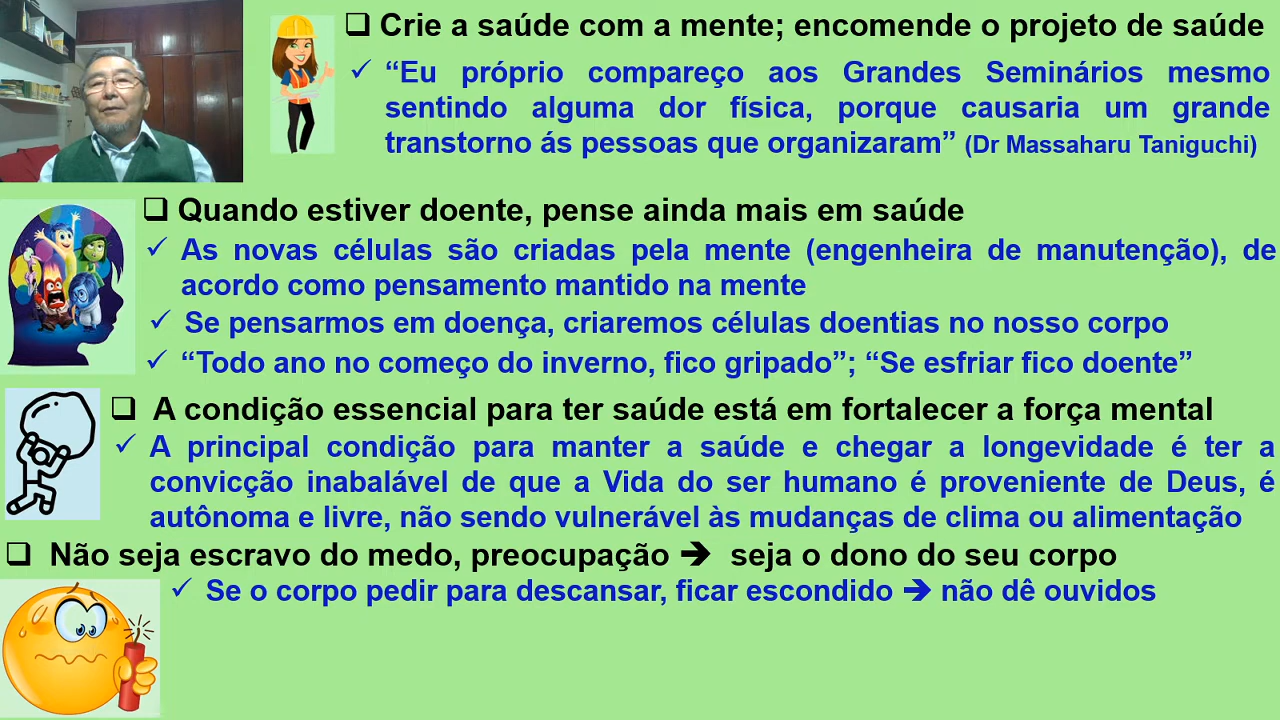 ❑ Crie a saúde com a mente; encomende o projeto de saúde
✓ “Eu próprio compareço aos Grandes Seminários mesmo
sentindo alguma dor física, porque causaria um grande
transtorno ás pessoas que organizaram” (Dr Massaharu Taniguchi)
❑ Quando estiver doente, pense ainda mais em saúde
✓ As novas células são criadas pela mente (engenheira de manutenção), de
acordo como pensamento mantido na mente
✓ Se pensarmos em doença, criaremos células doentias no nosso corpo
✓ “Todo ano no começo do inverno, fico gripado”; “Se esfriar fico doente”
❑ A condição essencial para ter saúde está em fortalecer a força mental
✓ A principal condição para manter a saúde e chegar a longevidade é ter a
convicção inabalável de que a Vida do ser humano é proveniente de Deus, é
autônoma e livre, não sendo vulnerável às mudanças de clima ou alimentação
❑ Não seja escravo do medo, preocupação ➔ seja o dono do seu corpo
✓ Se o corpo pedir para descansar, ficar escondido ➔ não dê ouvidos